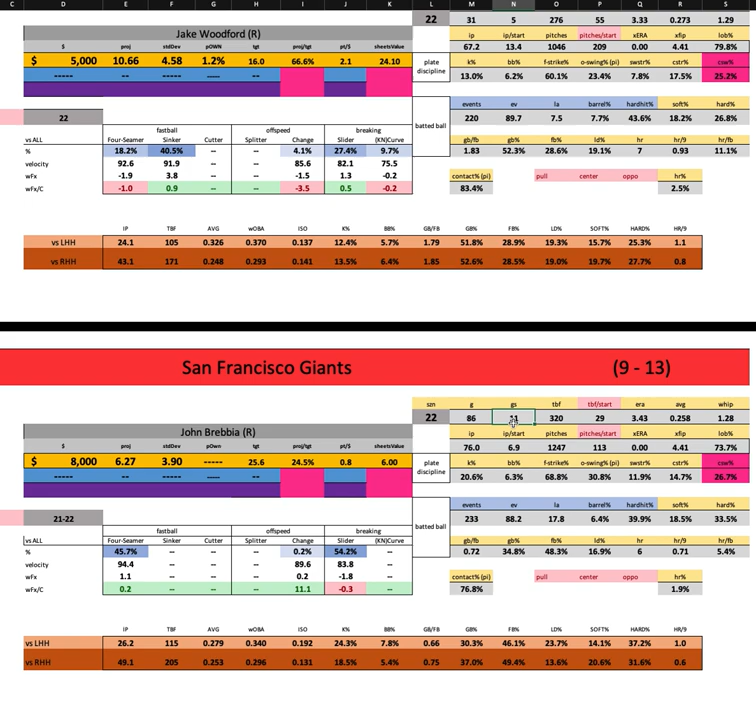 C D E F G H I J K L M N O P Q R S
22 31 5 276 55 3.33 0.273 1.29
Jake Woodford (R) ip ip/start pitches pitches/start xERA xfip lob%
$ proj stdDev pOWN tgt proj/tgt pt/$ sheetsValue 67.2 13.4 1046 209 0.00 4.41 79.8%
$ 5,000 10.66 4.58 1.2% 16.0 66.6% 2.1 24.10 plate discipline k% bb% f-strike% o-swing% (pi) swstr% cstr% csw%
----- -- -- -- 13.0% 6.2% 60.1% 23.4% 7.8% 17.5% 25.2%
events ev la barrel% hardhit% soft% hard%
22 batted ball 220 89.7 7.5 7.7% 43.6% 18.2% 26.8%
fastball offspeed breaking
vs ALL Four-Seamer Sinker Cutter Splitter Change Slider (KN)Curve gb/fb gb% fb% ld% hr hr/9 hr/fb
% 18.2% 40.5% -- -- 4.1% 27.4% 9.7% 1.83 52.3% 28.6% 19.1% 7 0.93 11.1%
velocity 92.6 91.9 -- -- 85.6 82.1 75.5
wFx -1.9 3.8 -- -- -1.5 1.3 -0.2 contact% (pi) pull center oppo hr%
wFx/C -1.0 0.9 -- -- -3.5 0.5 -0.2 83.4% 2.5%
IP TBF AVG wOBA ISO K% BB% GB/FB GB% FB% LD% SOFT% HARD% HR/9
vs LHH 24.1 105 0.326 0.370 0.137 12.4% 5.7% 1.79 51.8% 28.9% 19.3% 15.7% 25.3% 1.1
vs RHH 43.1 171 0.248 0.293 0.141 13.5% 6.4% 1.85 52.6% 28.5% 19.0% 19.7% 27.7% 0.8
San Francisco Giants (9 - 13)
szn g gs tbf tbf/start era avg whip
22 86 11 320 29 3.43 0.258 1.28
John Brebbia (R) ip ip/start pitches pitches/start xERA xfip lob%
$ proj stdDev pOwn tgt proj/tgt pt/$ sheetsValue 76.0 6.9 1247 113 0.00 4.41 73.7%
$ 8,000 6.27 3.90 ----- 25.6 24.5% 0.8 6.00 plate discipline k% bb% f-strike% o-swing% (pi) swstr% cstr% csw%
----- -- -- -- 20.6% 6.3% 68.8% 30.8% 11.9% 14.7% 26.7%
events ev la barrel% hardhit% soft% hard%
21-22 batted ball 233 88.2 17.8 6.4% 39.9% 18.5% 33.5%
fastball offspeed breaking
vs ALL Four-Seamer Sinker Cutter Splitter Change Slider (KN)Curve gb/fb gb% fb% ld% hr hr/9 hr/fb
% 45.7% -- -- -- 0.2% 54.2% -- 0.72 34.8% 48.3% 16.9% 6 0.71 5.4%
velocity 94.4 -- -- -- 89.6 83.8 --
wFx 1.1 -- -- -- 0.2 -1.8 -- contact% (pi) pull center oppo hr%
wFx/C 0.2 -- -- -- 11.1 -0.3 -- 76.8% 1.9%
IP TBF AVG wOBA ISO K% BB% GB/FB GB% FB% LD% SOFT% HARD% HR/9
vs LHH 26.2 115 0.279 0.340 0.192 24.3% 7.8% 0.66 30.3% 46.1% 23.7% 14.1% 37.2% 1.0
vs RHH 49.1 205 0.253 0.296 0.131 18.5% 5.4% 0.75 37.0% 49.4% 13.6% 20.6% 31.6% 0.6